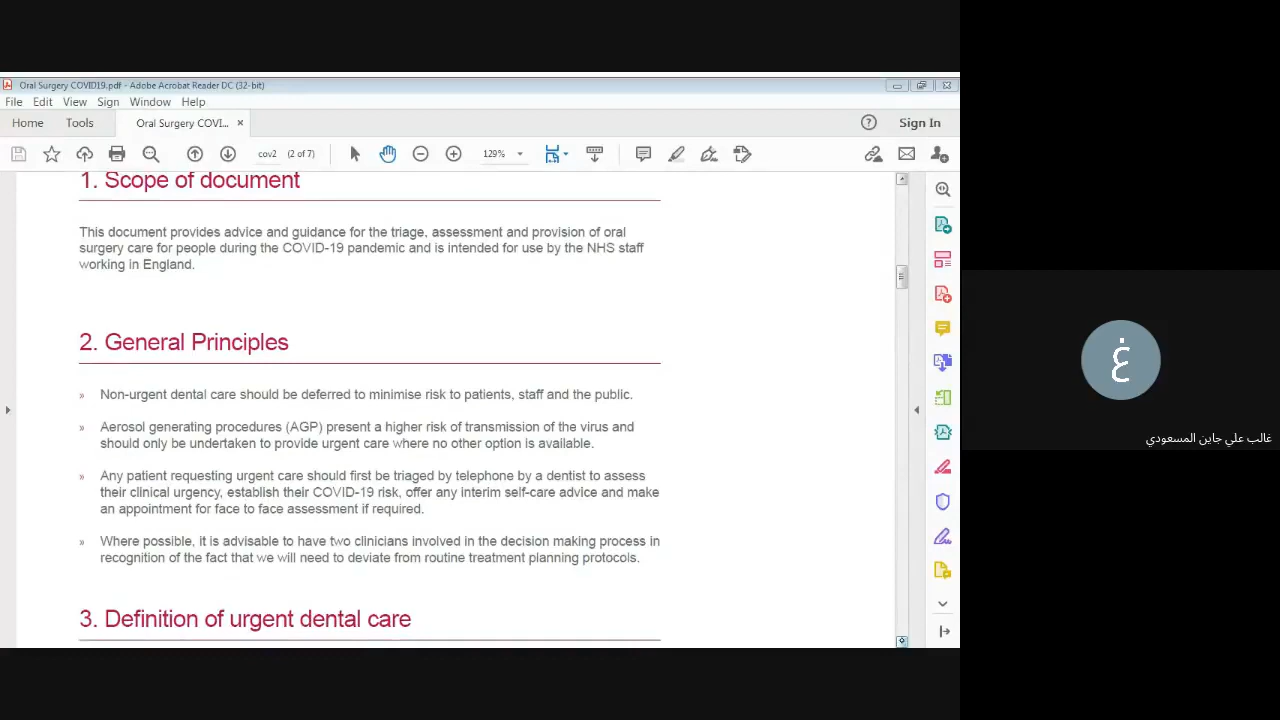 Oral Surgery COVID19.pdf - Adobe Acrobat Reader DC (32-bit)
File Edit View Sign Window Help
Home Tools Oral Surgery COVI... × Sign In
cov2 (2 of 7) 129%
1. Scope of document
This document provides advice and guidance for the triage, assessment and provision of oral
surgery care for people during the COVID-19 pandemic and is intended for use by the NHS staff
working in England.
2. General Principles
» Non-urgent dental care should be deferred to minimise risk to patients, staff and the public.
» Aerosol generating procedures (AGP) present a higher risk of transmission of the virus and
should only be undertaken to provide urgent care where no other option is available.
» Any patient requesting urgent care should first be triaged by telephone by a dentist to assess
their clinical urgency, establish their COVID-19 risk, offer any interim self-care advice and make
an appointment for face to face assessment if required.
» Where possible, it is advisable to have two clinicians involved in the decision making process in
recognition of the fact that we will need to deviate from routine treatment planning protocols.
3. Definition of urgent dental care
غ
غالب علي جاين المسعودي